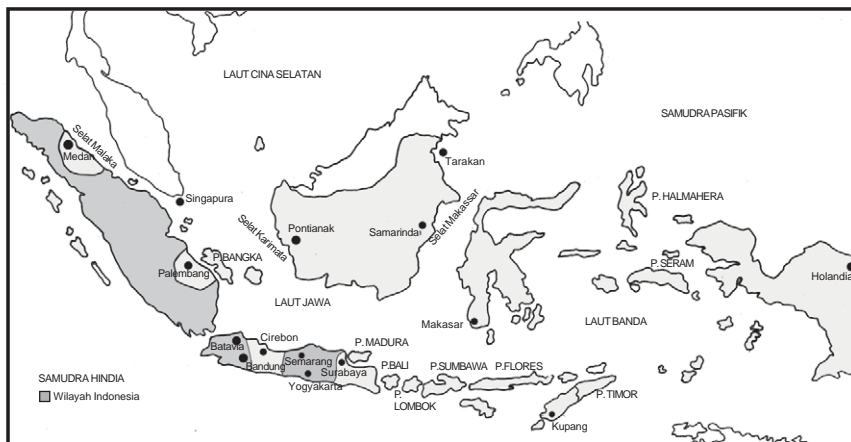 LAUT CINA SELATAN
SAMUDRA PASIFIK
Selat Malaka
Medan
Tarakan
Singapura
P. HALMAHERA
Selat Karimata
Pontianak
Samarinda
Selat Makassar
P.BANGKA
Palembang
P. SERAM
Holandia
LAUT JAWA
Makasar
LAUT BANDA
Cirebon
P. MADURA
Batavia
Semarang
Bandung
Surabaya
P.BALI
P.SUMBAWA
P.FLORES
SAMUDRA HINDIA
Yogyakarta
P.
LOMBOK
P. TIMOR
Wilayah Indonesia
Kupang